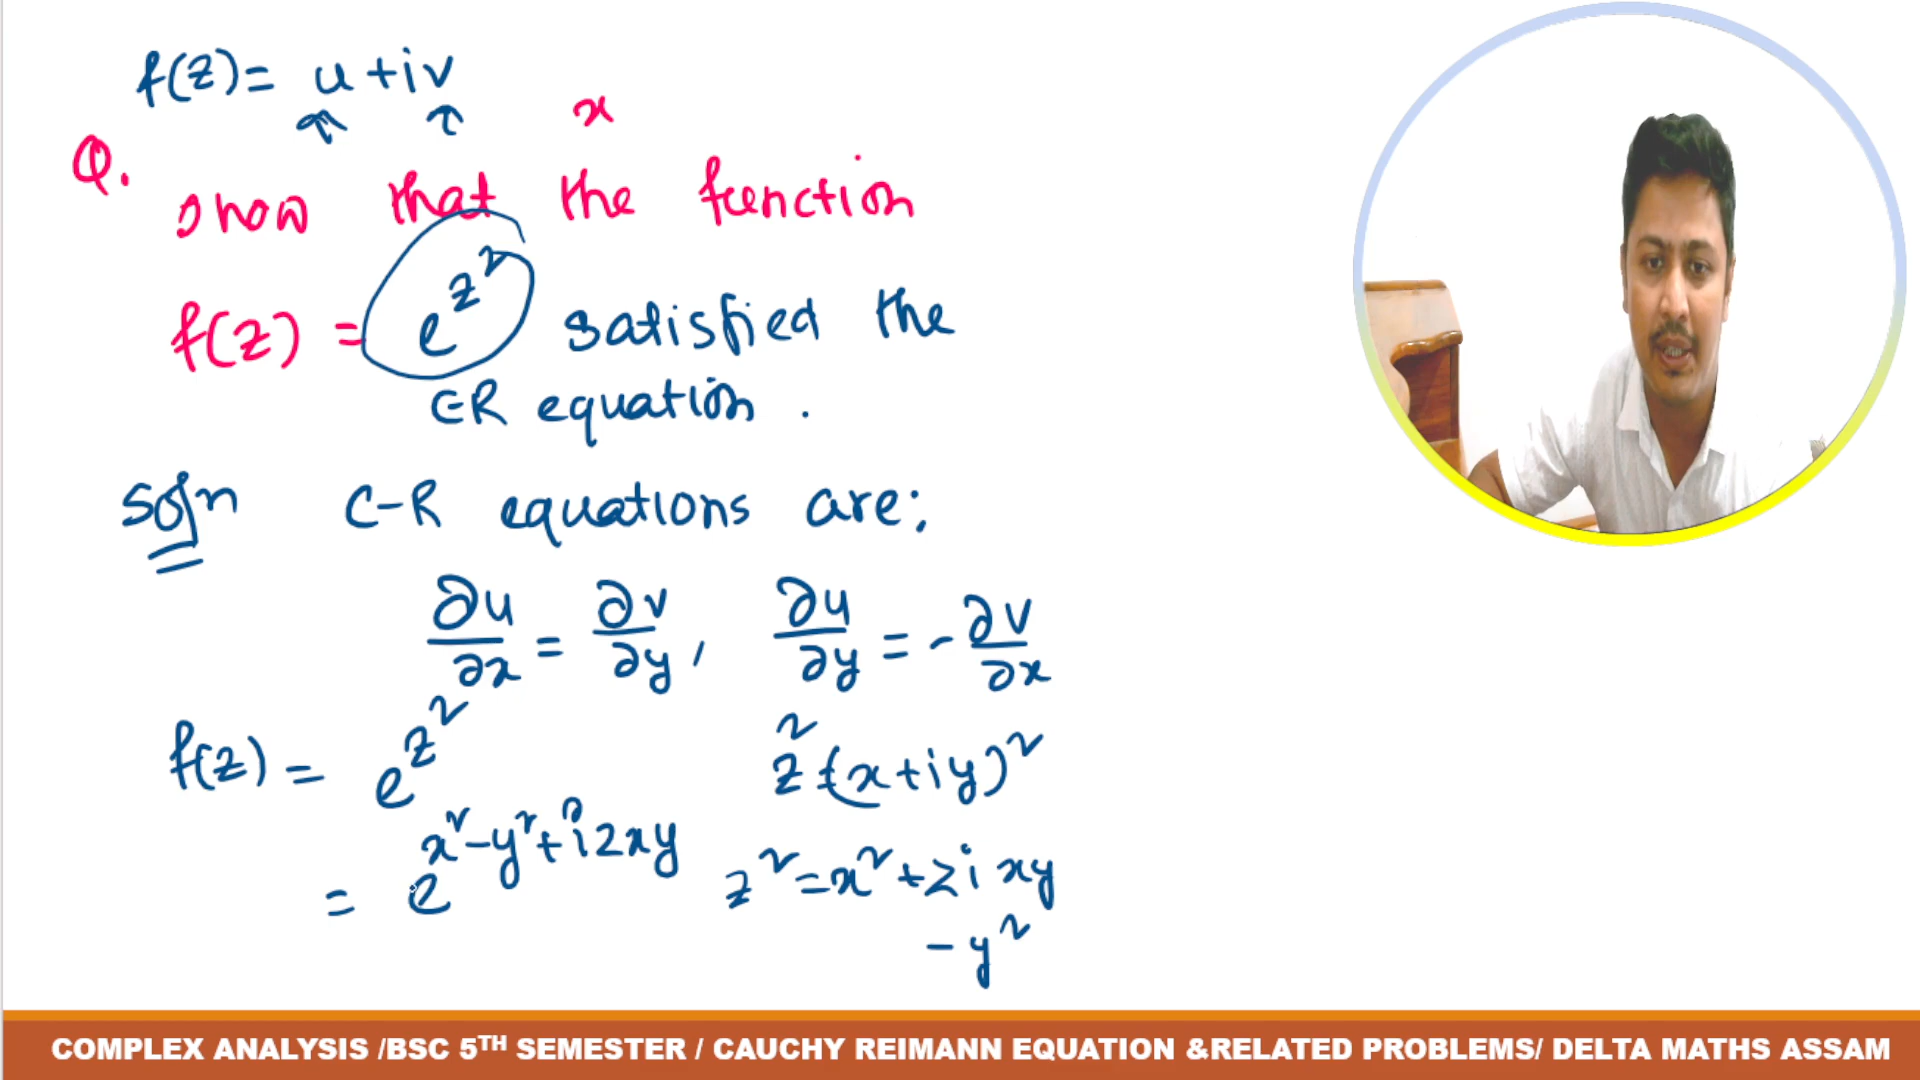 f(z) = u + iv
x
Q.
show that the function
f(z) = e^{z^2} satisfied the
C-R equation.
Soln C-R equations are:
∂u/∂x = ∂v/∂y, ∂u/∂y = -∂v/∂x
f(z) = e^{z^2}
z^2 = (x+iy)^2
= e^{x^2-y^2+i2xy}
z^2 = x^2 + 2ixy
- y^2
COMPLEX ANALYSIS /BSC 5TH SEMESTER / CAUCHY REIMANN EQUATION &RELATED PROBLEMS/ DELTA MATHS ASSAM